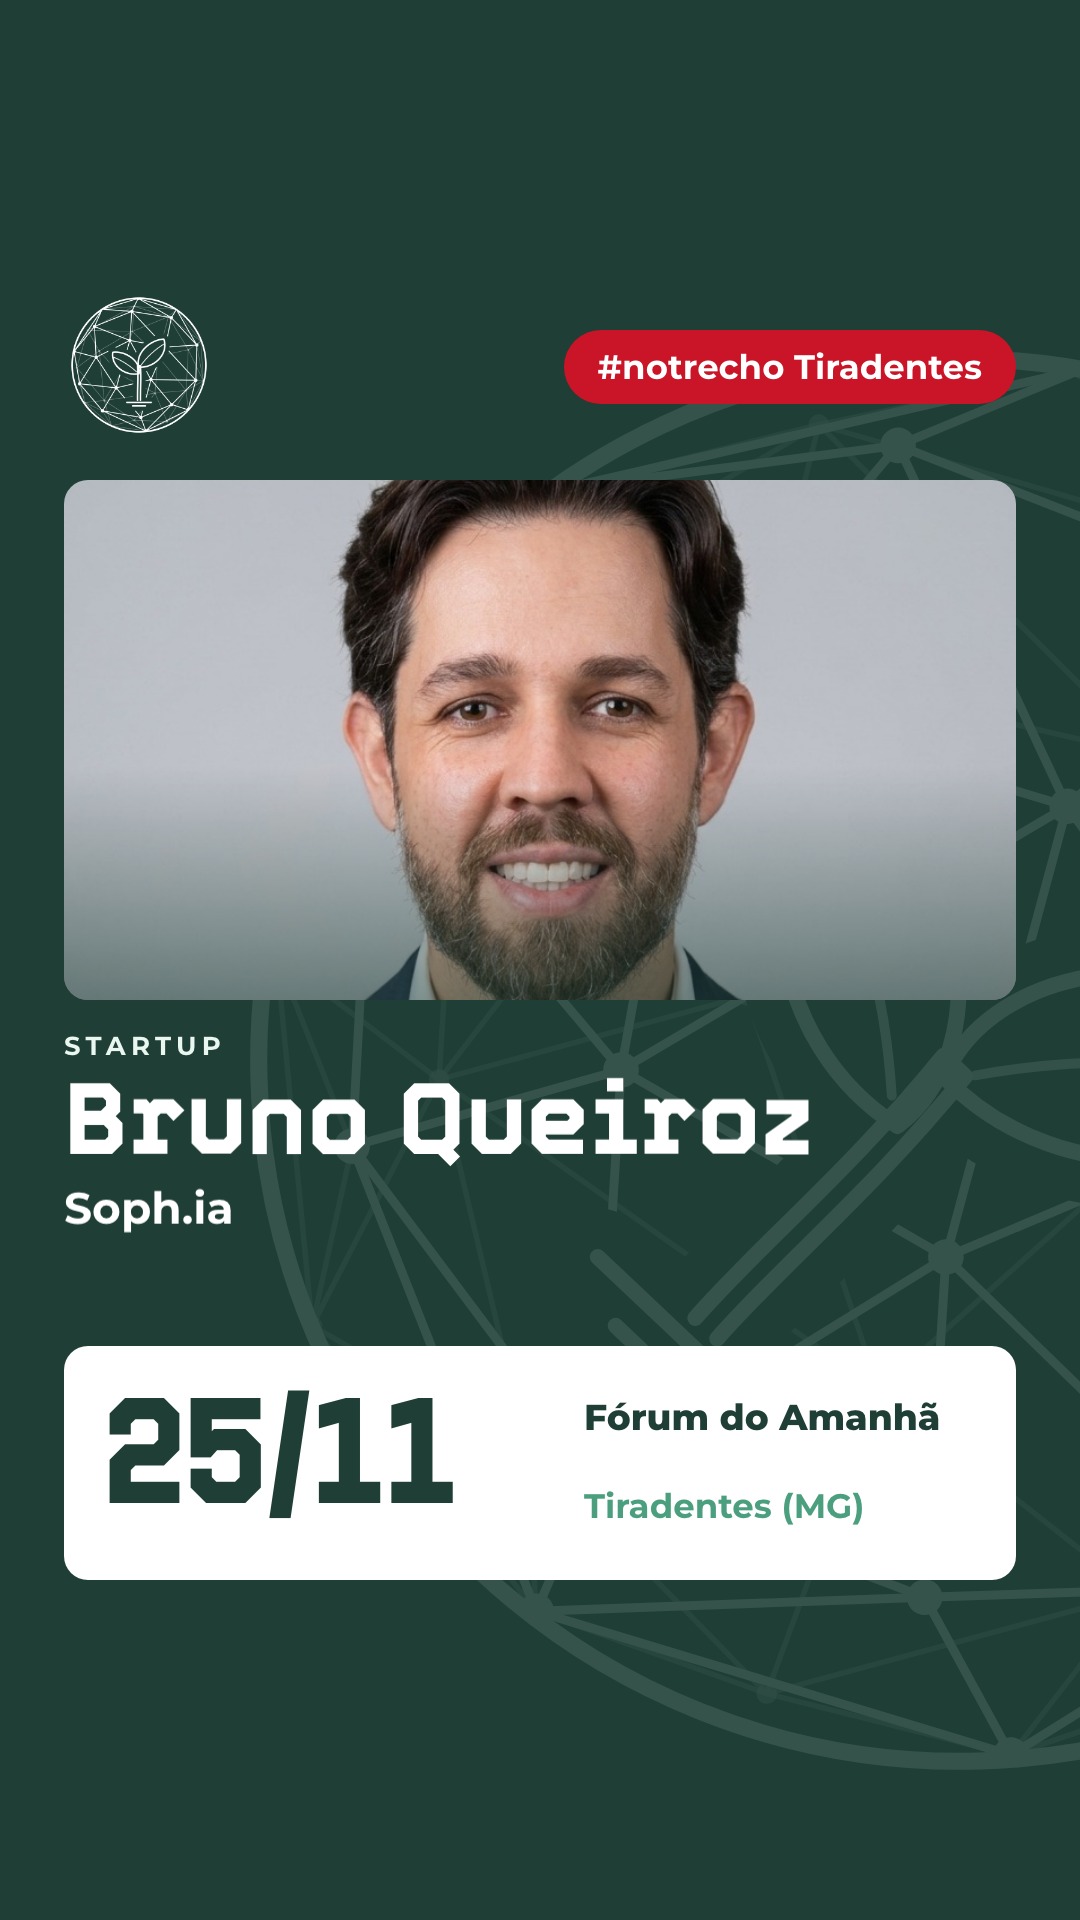 #notrecho Tiradentes
STARTUP
Bruno Queiroz
Soph.ia
25/11
Fórum do Amanhã
Tiradentes (MG)